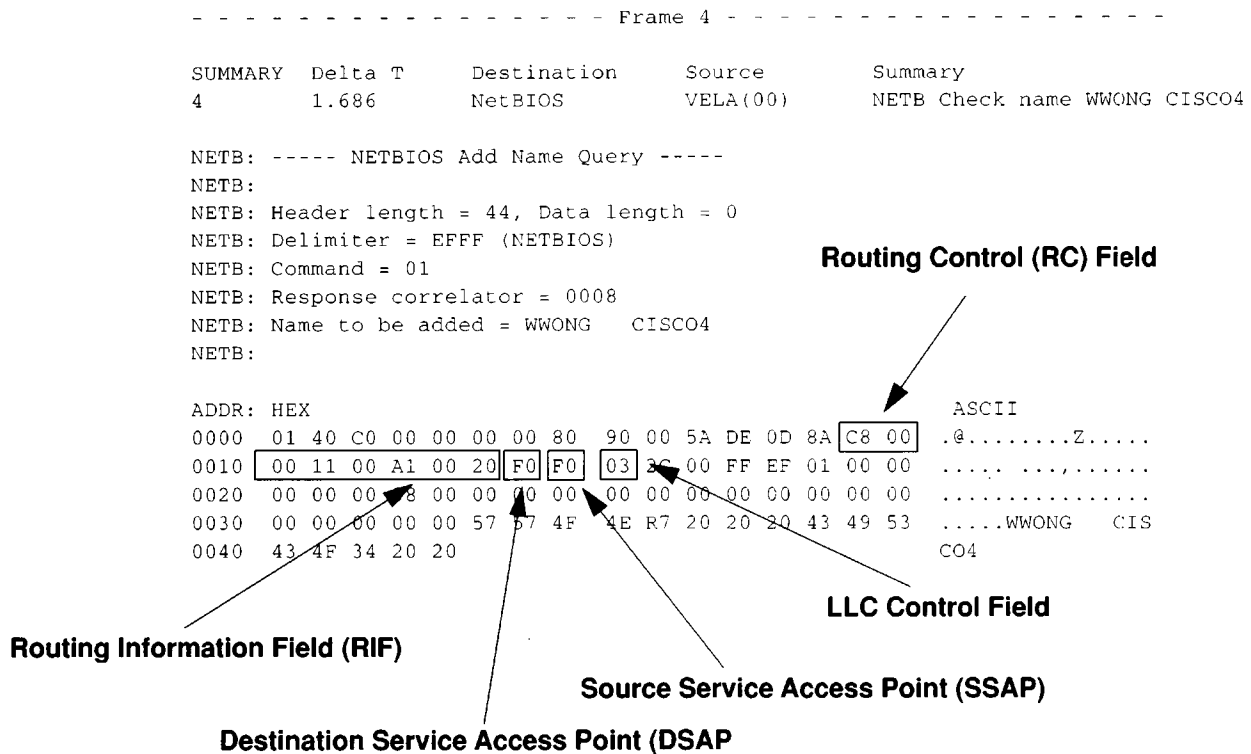 - - - - - - - - - - - - - - - - - - Frame 4 - - - - - - - - - - - - - - - - - - -
SUMMARY Delta T Destination Source Summary
4 1.686 NetBIOS VELA(00) NETB Check name WWONG CISCO4
NETB: ----- NETBIOS Add Name Query -----
NETB:
NETB: Header length = 44, Data length = 0
NETB: Delimiter = EFFF (NETBIOS)
NETB: Command = 01
NETB: Response correlator = 0008
NETB: Name to be added = WWONG CISCO4
NETB:
Routing Control (RC) Field
ADDR: HEX ASCII
0000 01 40 C0 00 00 00 00 80 90 00 5A DE 0D 8A C8 00 .@........Z.....
0010 00 11 00 A1 00 20 F0 F0 03 00 FF EF 01 00 00 ..... ...,......
0020 00 00 00 00 00 00 00 00 00 00 00 00 00 00 00 ................
0030 00 00 00 00 00 57 57 4F 4E R7 20 20 20 43 49 53 .....WWONG CIS
0040 43 4F 34 20 20 CO4
LLC Control Field
Routing Information Field (RIF)
Source Service Access Point (SSAP)
Destination Service Access Point (DSAP